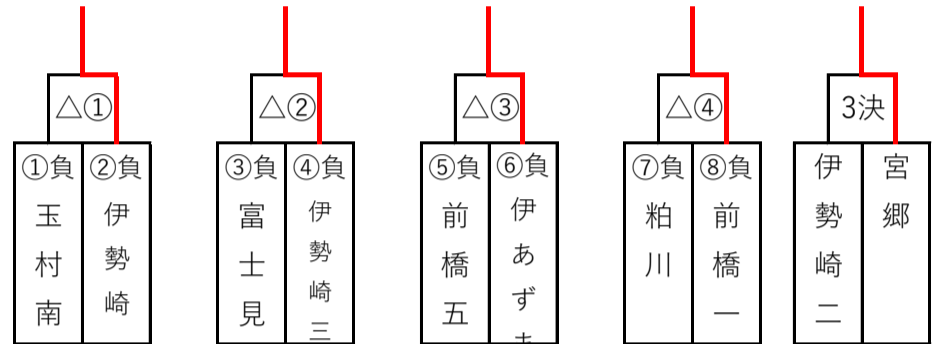 △①
△②
△③
△④
3決
①負
玉村南
②負
伊勢崎
③負
富士見
④負
伊勢崎三
⑤負
前橋五
⑥負
伊あず
⑦負
粕川
⑧負
前橋一
伊勢崎二
宮郷